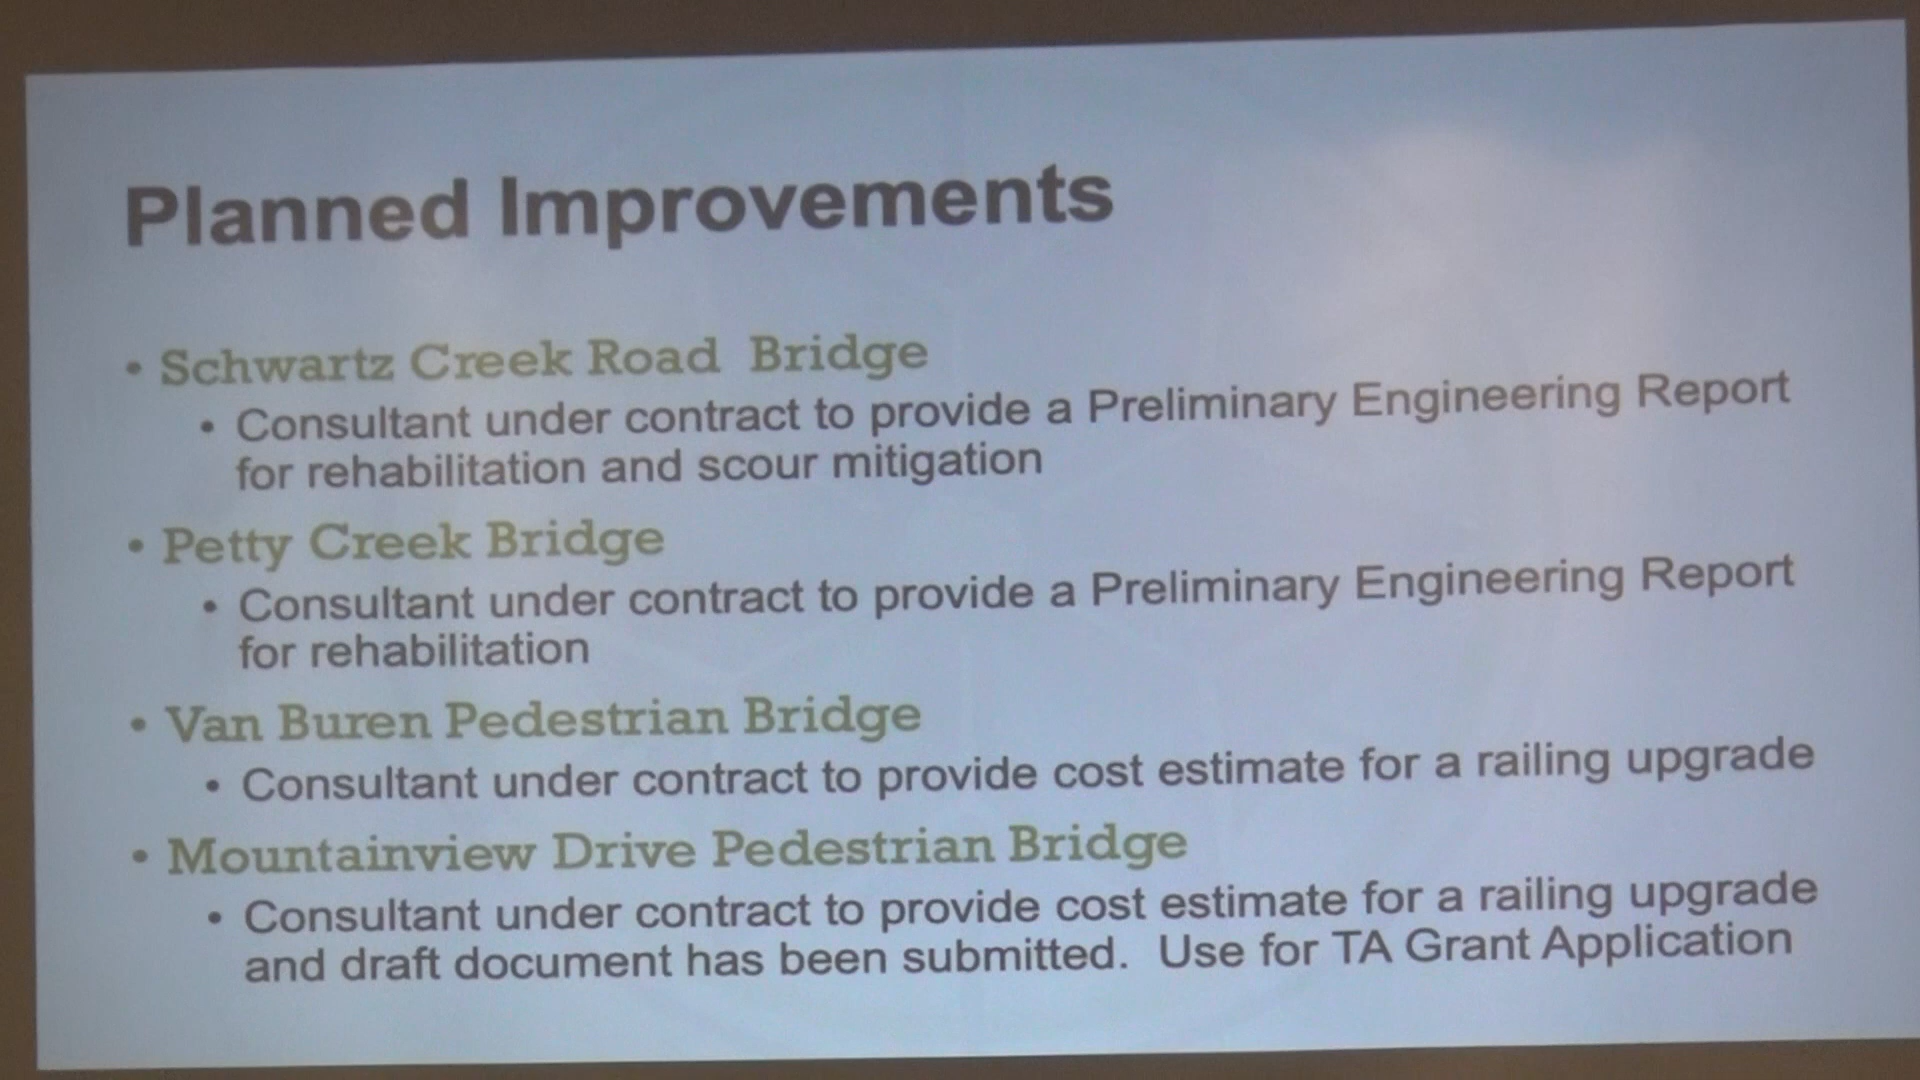 Planned Improvements
• Schwartz Creek Road Bridge
• Consultant under contract to provide a Preliminary Engineering Report
for rehabilitation and scour mitigation
• Petty Creek Bridge
• Consultant under contract to provide a Preliminary Engineering Report
for rehabilitation
• Van Buren Pedestrian Bridge
• Consultant under contract to provide cost estimate for a railing upgrade
• Mountainview Drive Pedestrian Bridge
• Consultant under contract to provide cost estimate for a railing upgrade
and draft document has been submitted. Use for TA Grant Application